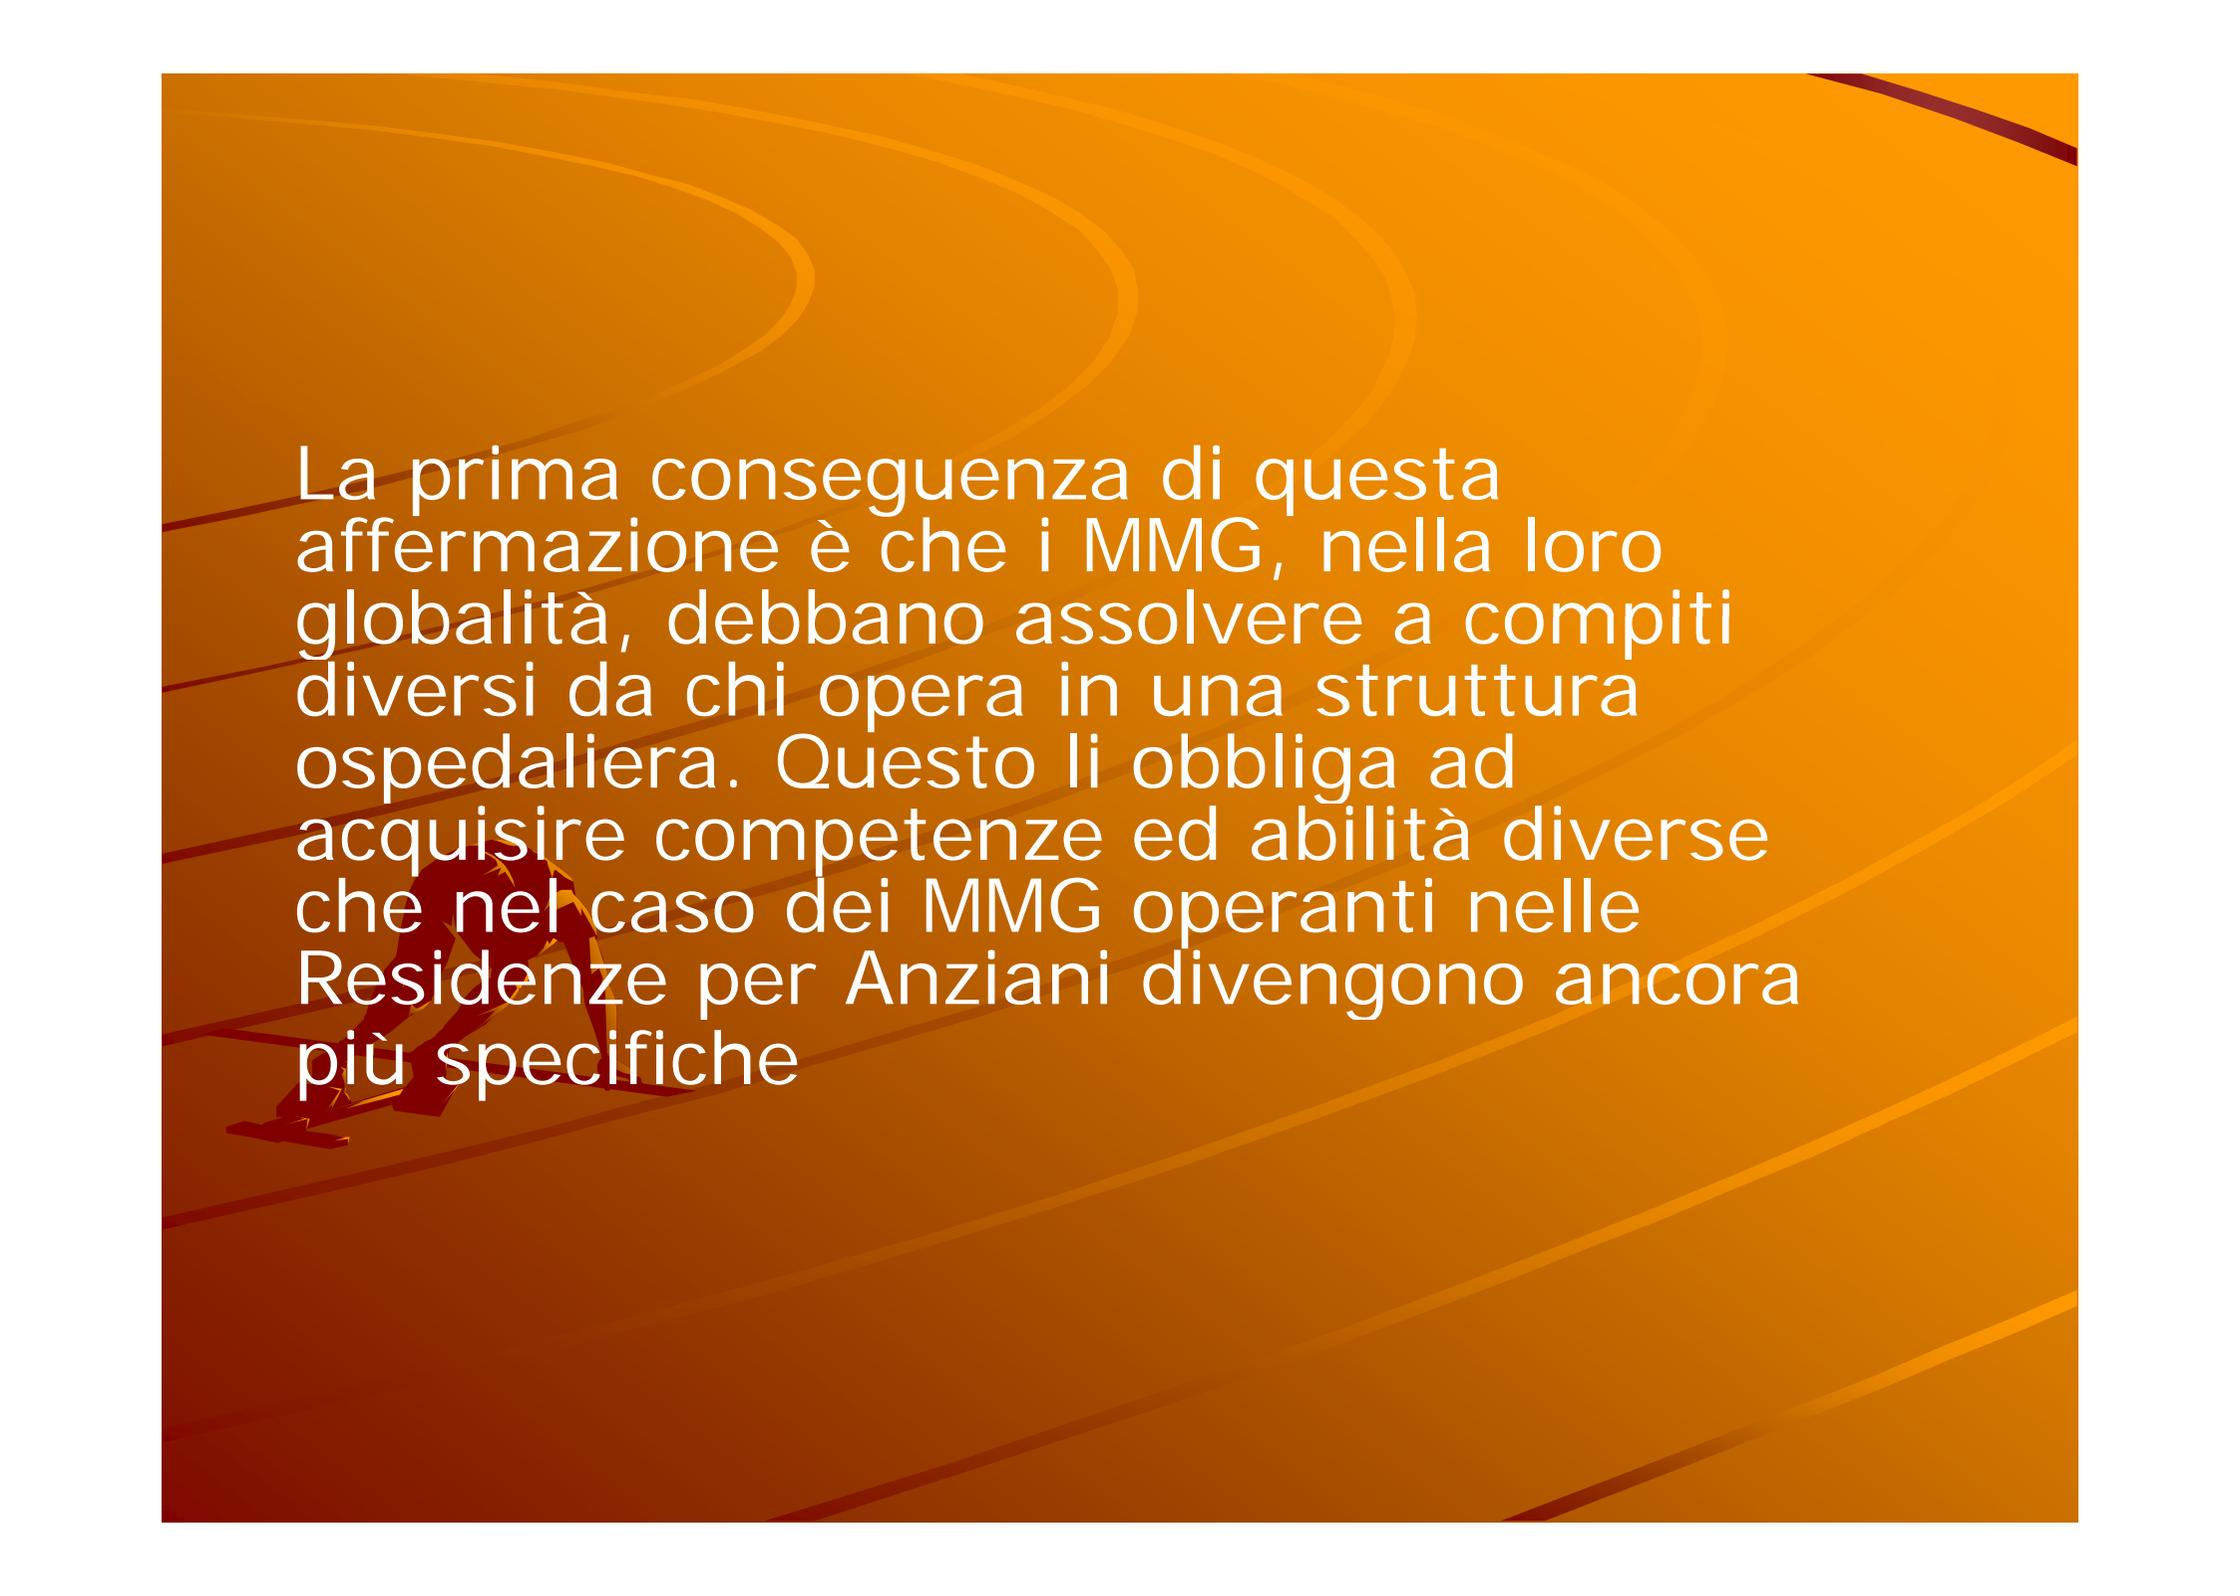 La prima conseguenza di questa
affermazione è che i MMG, nella loro
globalità, debbano assolvere a compiti
diversi da chi opera in una struttura
ospedaliera. Questo li obbliga ad
acquisire competenze ed abilità diverse
che nel caso dei MMG operanti nelle
Residenze per Anziani divengono ancora
più specifiche